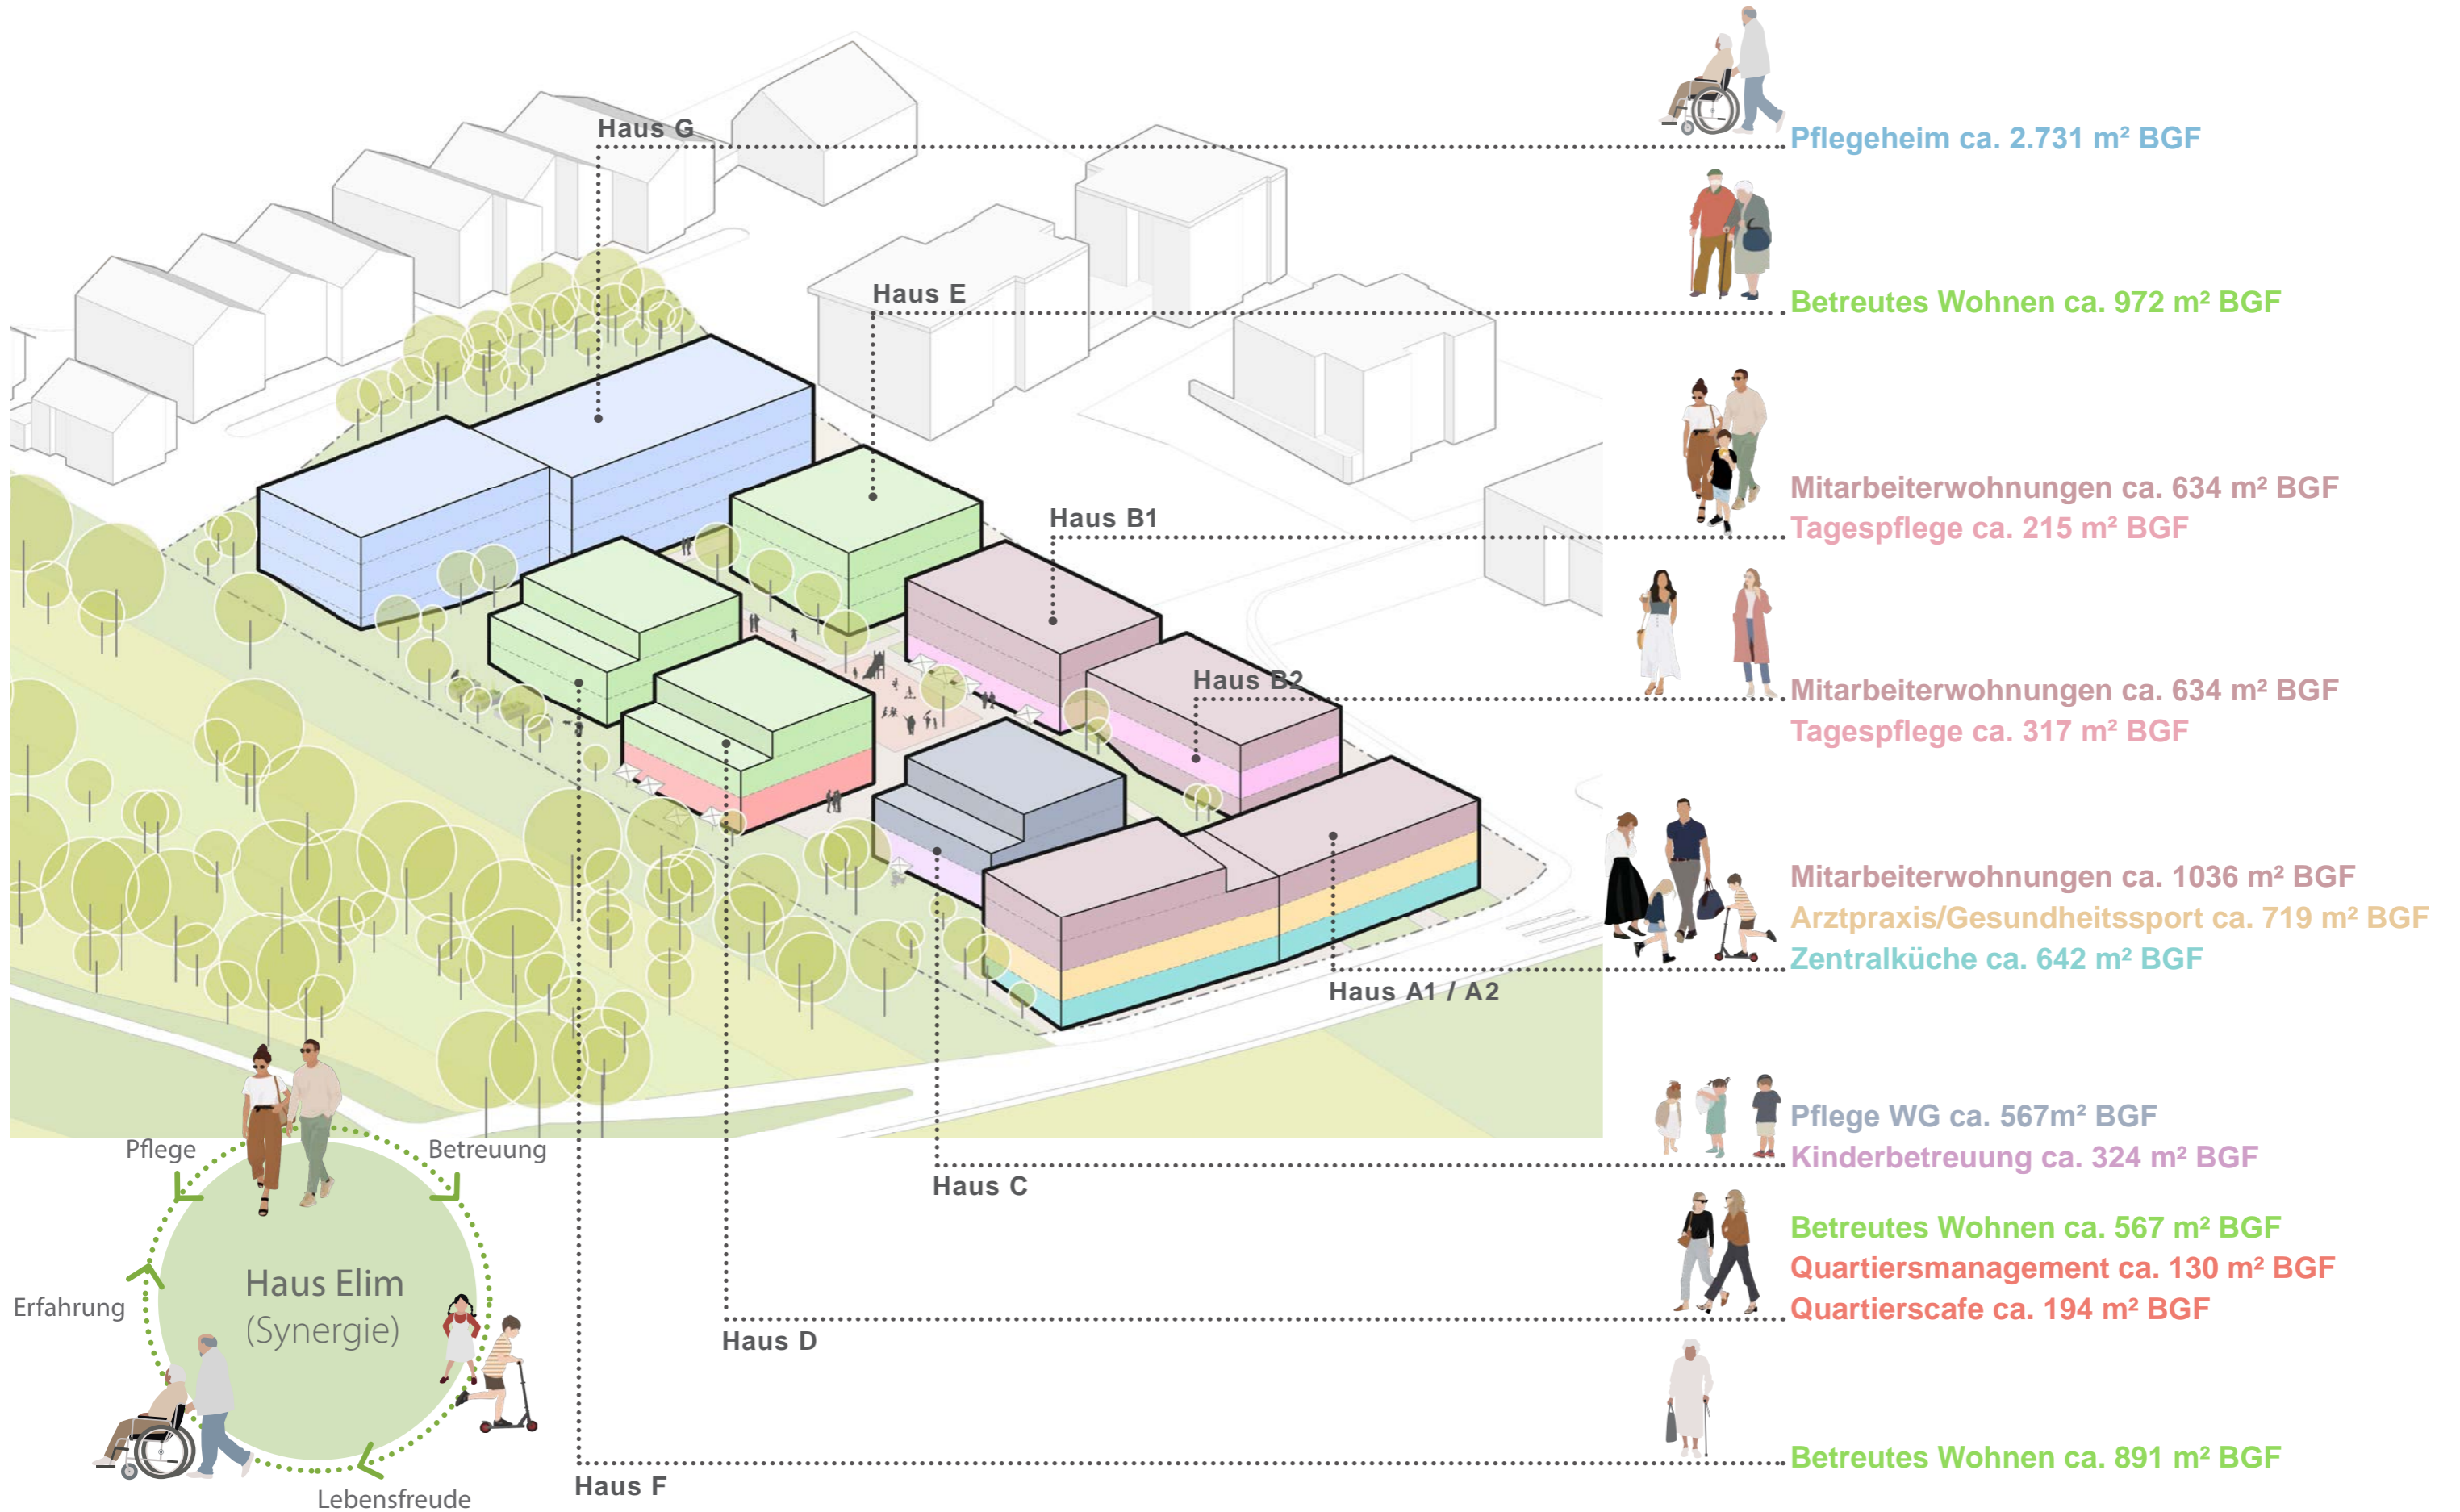 Haus G
Pflegeheim ca. 2.731 m² BGF
Haus E
Betreutes Wohnen ca. 972 m² BGF
Haus B1
Mitarbeiterwohnungen ca. 634 m² BGF
Tagespflege ca. 215 m² BGF
Haus B2
Mitarbeiterwohnungen ca. 634 m² BGF
Tagespflege ca. 317 m² BGF
Mitarbeiterwohnungen ca. 1036 m² BGF
Arztpraxis/Gesundheitssport ca. 719 m² BGF
Zentralküche ca. 642 m² BGF
Haus A1 / A2
Pflege WG ca. 567m² BGF
Kinderbetreuung ca. 324 m² BGF
Haus C
Betreutes Wohnen ca. 567 m² BGF
Quartiersmanagement ca. 130 m² BGF
Quartierscafe ca. 194 m² BGF
Haus D
Betreutes Wohnen ca. 891 m² BGF
Haus F
Pflege
Betreuung
Haus Elim
(Synergie)
Erfahrung
Lebensfreude